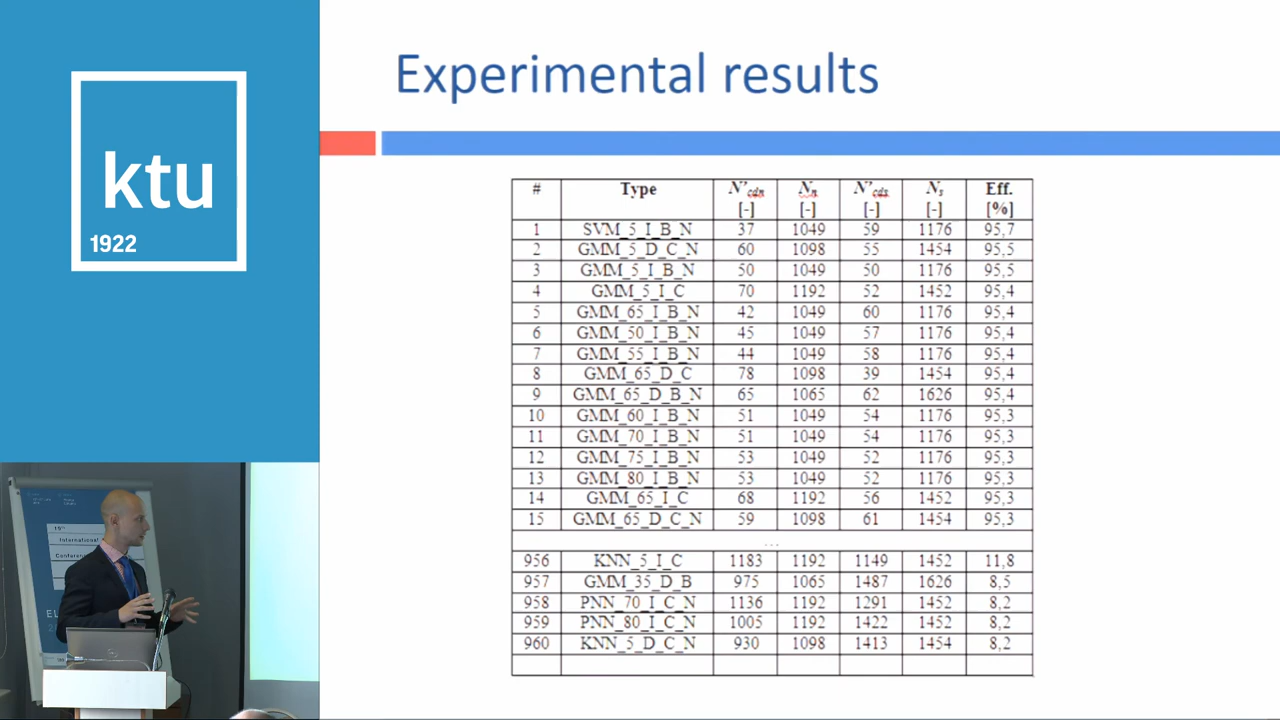 ktu
1922
Experimental results
# Type N'cdn Nn N'cds Ns Eff.
[-] [-] [-] [-] [%]
1 SVM_5_I_B_N 37 1049 59 1176 95,7
2 GMM_5_D_C_N 60 1098 55 1454 95,5
3 GMM_5_I_B_N 50 1049 50 1176 95,5
4 GMM_5_I_C 70 1192 52 1452 95,4
5 GMM_65_I_B_N 42 1049 60 1176 95,4
6 GMM_50_I_B_N 45 1049 57 1176 95,4
7 GMM_55_I_B_N 44 1049 58 1176 95,4
8 GMM_65_D_C 78 1098 39 1454 95,4
9 GMM_65_D_B_N 65 1065 62 1626 95,4
10 GMM_60_I_B_N 51 1049 54 1176 95,3
11 GMM_70_I_B_N 51 1049 54 1176 95,3
12 GMM_75_I_B_N 53 1049 52 1176 95,3
13 GMM_80_I_B_N 53 1049 52 1176 95,3
14 GMM_65_I_C 68 1192 56 1452 95,3
15 GMM_65_D_C_N 59 1098 61 1454 95,3
...
956 KNN_5_I_C 1183 1192 1149 1452 11,8
957 GMM_35_D_B 975 1065 1487 1626 8,5
958 PNN_70_I_C_N 1136 1192 1291 1452 8,2
959 PNN_80_I_C_N 1005 1192 1422 1452 8,2
960 KNN_5_D_C_N 930 1098 1413 1454 8,2
International
Conference
EL